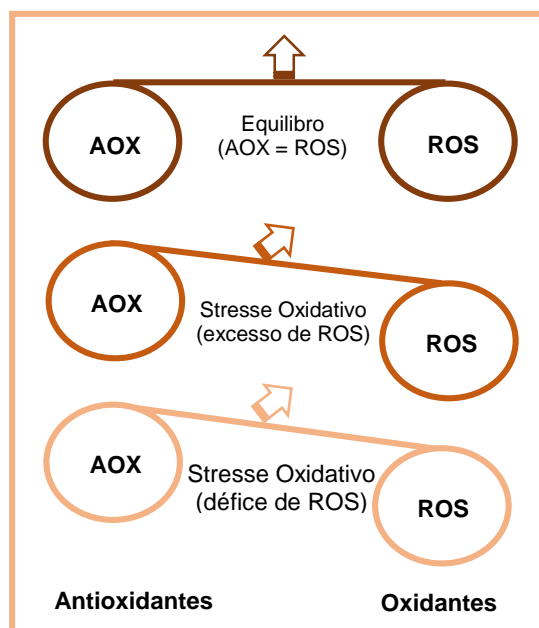 AOX
Equilibro
(AOX = ROS)
ROS
AOX
Stresse Oxidativo
(excesso de ROS)
ROS
AOX
Stresse Oxidativo
(défice de ROS)
ROS
Antioxidantes
Oxidantes